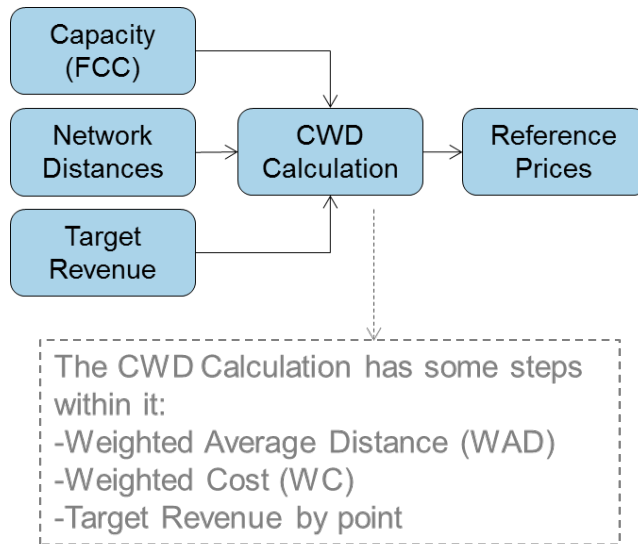 Capacity
(FCC)
Network
Distances
CWD
Calculation
Reference
Prices
Target
Revenue
The CWD Calculation has some steps
within it:
-Weighted Average Distance (WAD)
-Weighted Cost (WC)
-Target Revenue by point